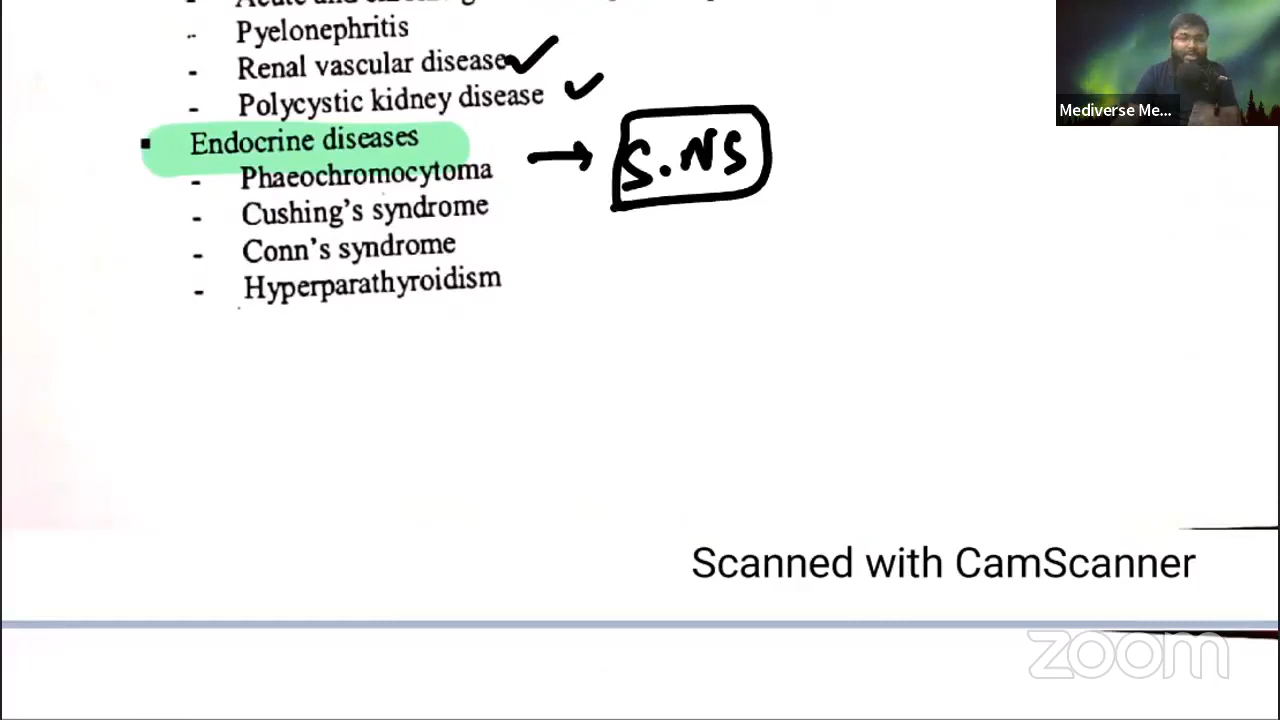 Pyelonephritis
- Renal vascular disease
- Polycystic kidney disease
▪ Endocrine diseases
- Phaeochromocytoma
S.NS
- Cushing's syndrome
- Conn's syndrome
- Hyperparathyroidism
Mediverse Me...
Scanned with CamScanner
zoom